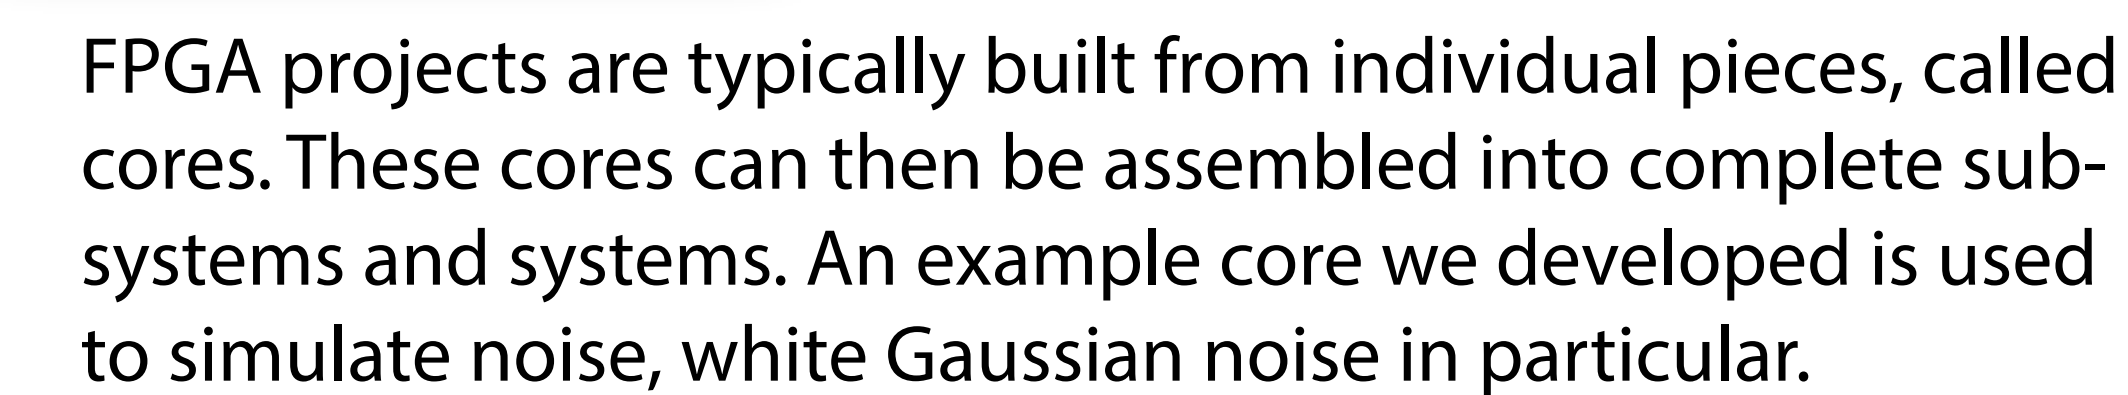 FPGA projects are typically built from individual pieces, called
cores. These cores can then be assembled into complete sub-
systems and systems. An example core we developed is used
to simulate noise, white Gaussian noise in particular.